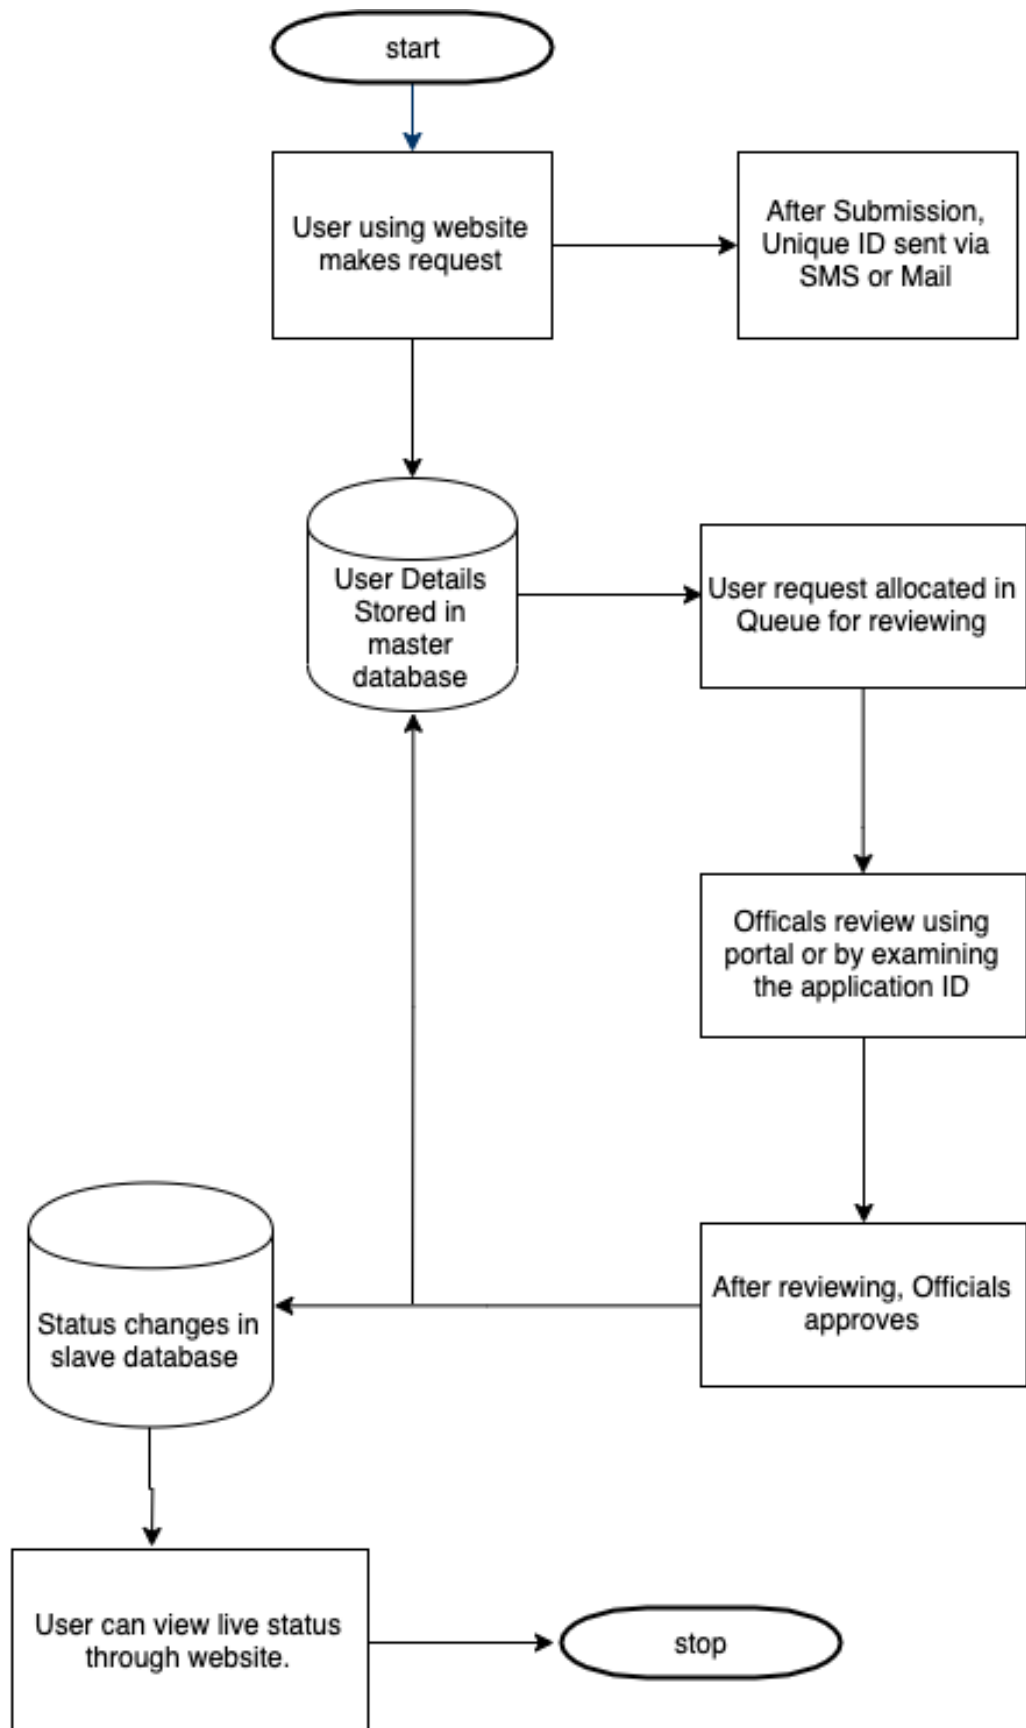 start
User using website
makes request
After Submission,
Unique ID sent via
SMS or Mail
User Details
Stored in
master
database
User request allocated in
Queue for reviewing
Officals review using
portal or by examining
the application ID
After reviewing, Officials
approves
Status changes in
slave database
User can view live status
through website.
stop